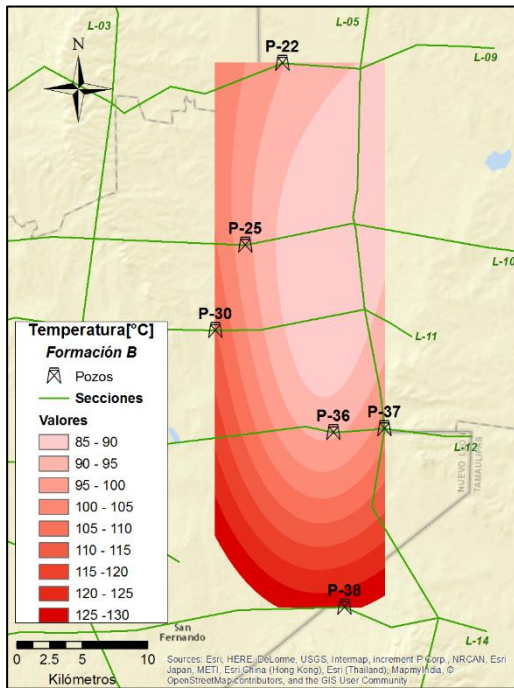 L-03
L-05
P-22
L-09
N
P-25
L-10
P-30
L-11
Temperatura[°C]
Formación B
Pozos
Secciones
Valores
85 - 90
90 - 95
95 - 100
100 - 105
105 - 110
110 - 115
115 -120
120 - 125
125 -130
P-36
P-37
L-12
NUEVO LEÓN
TAMAULIPAS
P-38
San
Fernando
L-14
0 2.5 5 10
Kilómetros
Sources: Esri, HERE, DeLorme, USGS, Intermap, increment P Corp., NRCAN, Esri
Japan, METI, Esri China (Hong Kong), Esri (Thailand), MapmyIndia, ©
OpenStreetMap contributors, and the GIS User Community